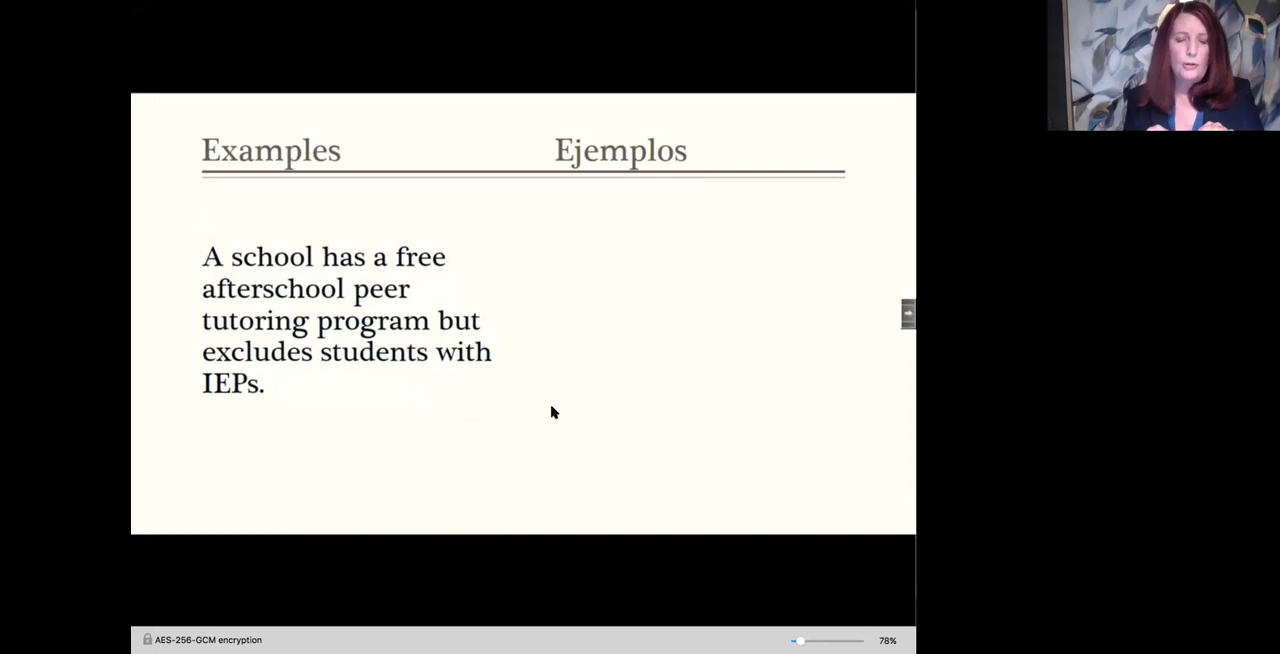 Examples
Ejemplos
A school has a free
afterschool peer
tutoring program but
excludes students with
IEPs.
AES-256-GCM encryption
78%